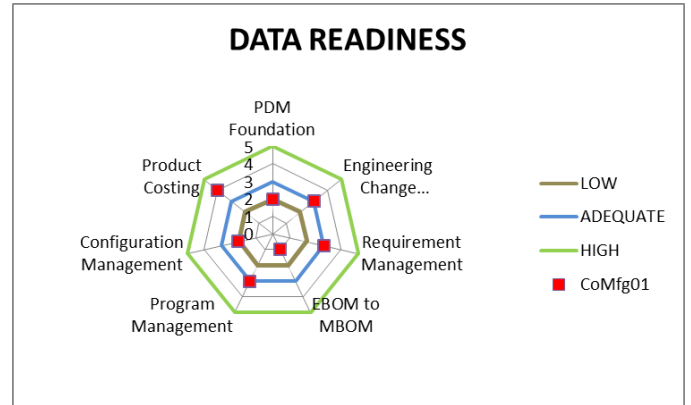 DATA READINESS
PDM
Foundation
Engineering
Change...
Requirement
Management
EBOM to
MBOM
Program
Management
Configuration
Management
Product
Costing
5
4
3
2
1
0
LOW
ADEQUATE
HIGH
CoMfg01